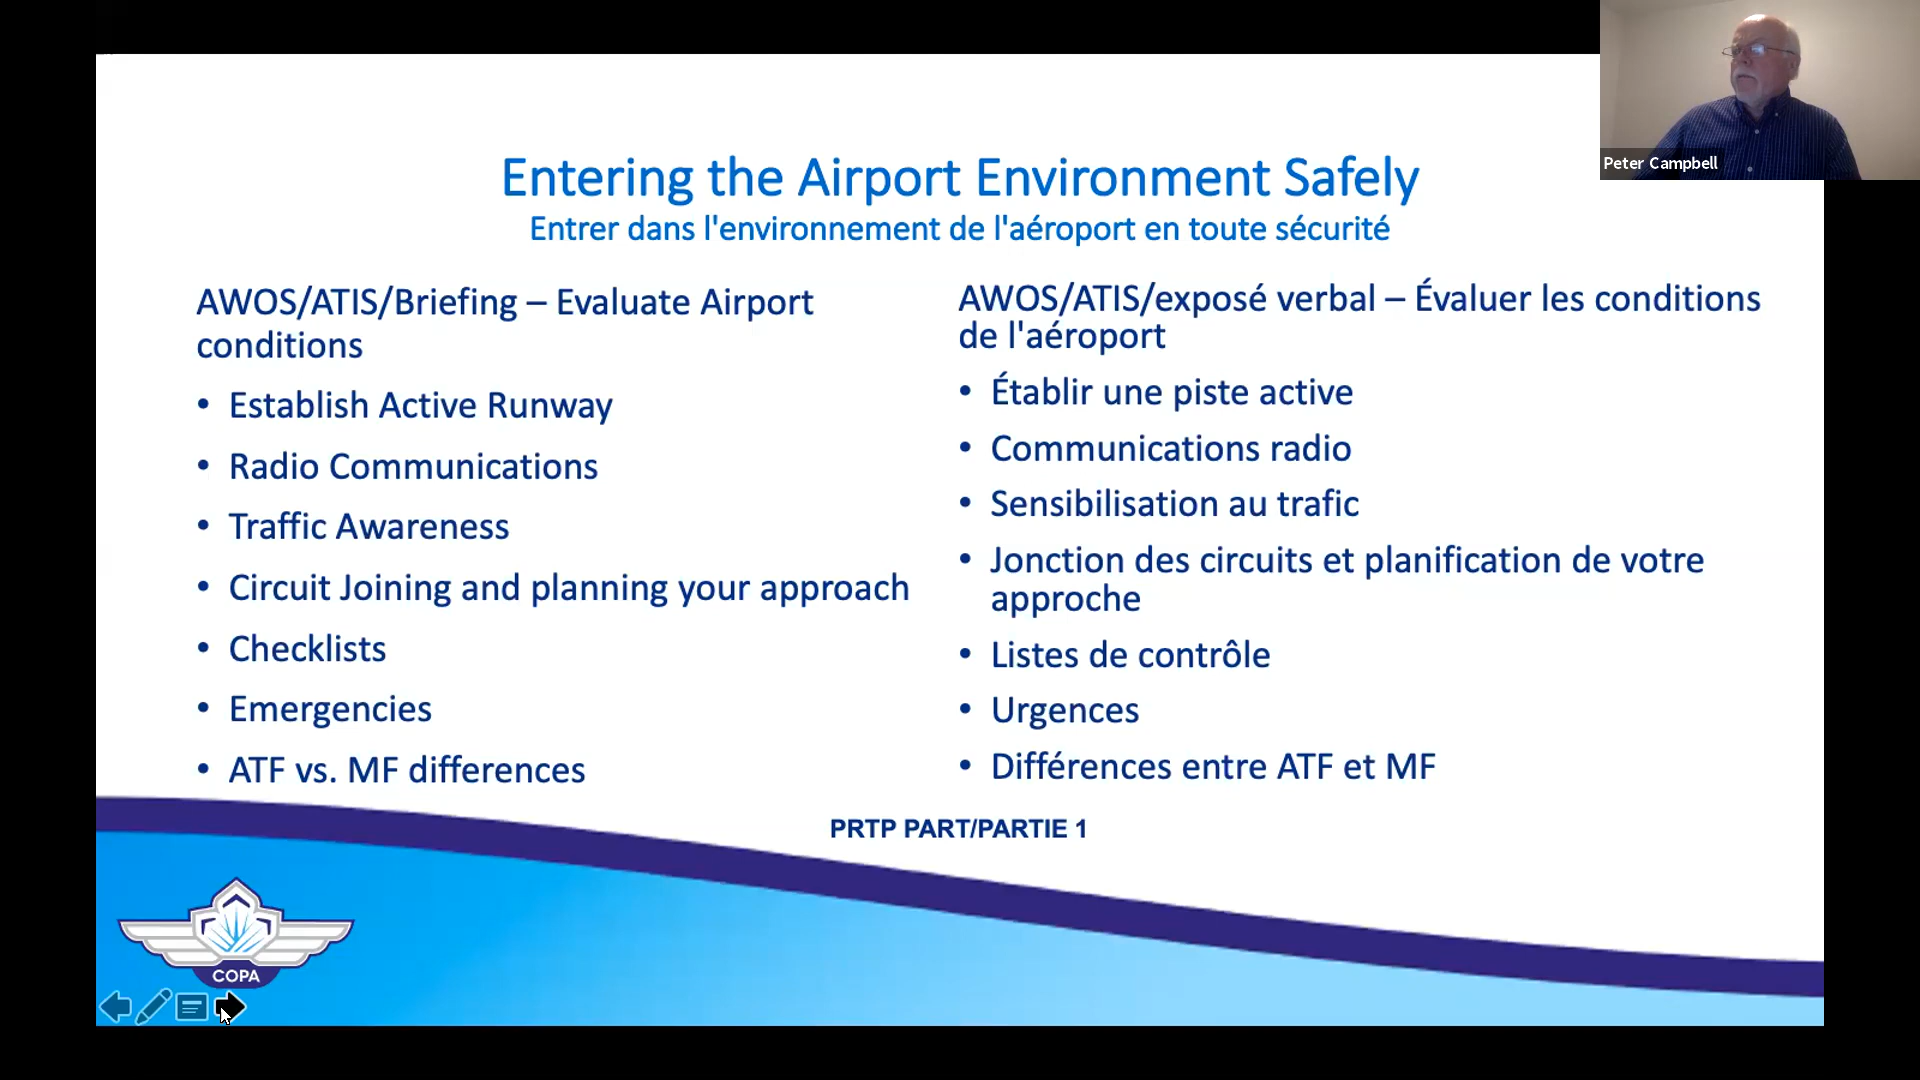 Peter Campbell
Entering the Airport Environment Safely
Entrer dans l'environnement de l'aéroport en toute sécurité
AWOS/ATIS/Briefing – Evaluate Airport
conditions
• Establish Active Runway
• Radio Communications
• Traffic Awareness
• Circuit Joining and planning your approach
• Checklists
• Emergencies
• ATF vs. MF differences
AWOS/ATIS/exposé verbal – Évaluer les conditions
de l'aéroport
• Établir une piste active
• Communications radio
• Sensibilisation au trafic
• Jonction des circuits et planification de votre
approche
• Listes de contrôle
• Urgences
• Différences entre ATF et MF
PRTP PART/PARTIE 1
COPA